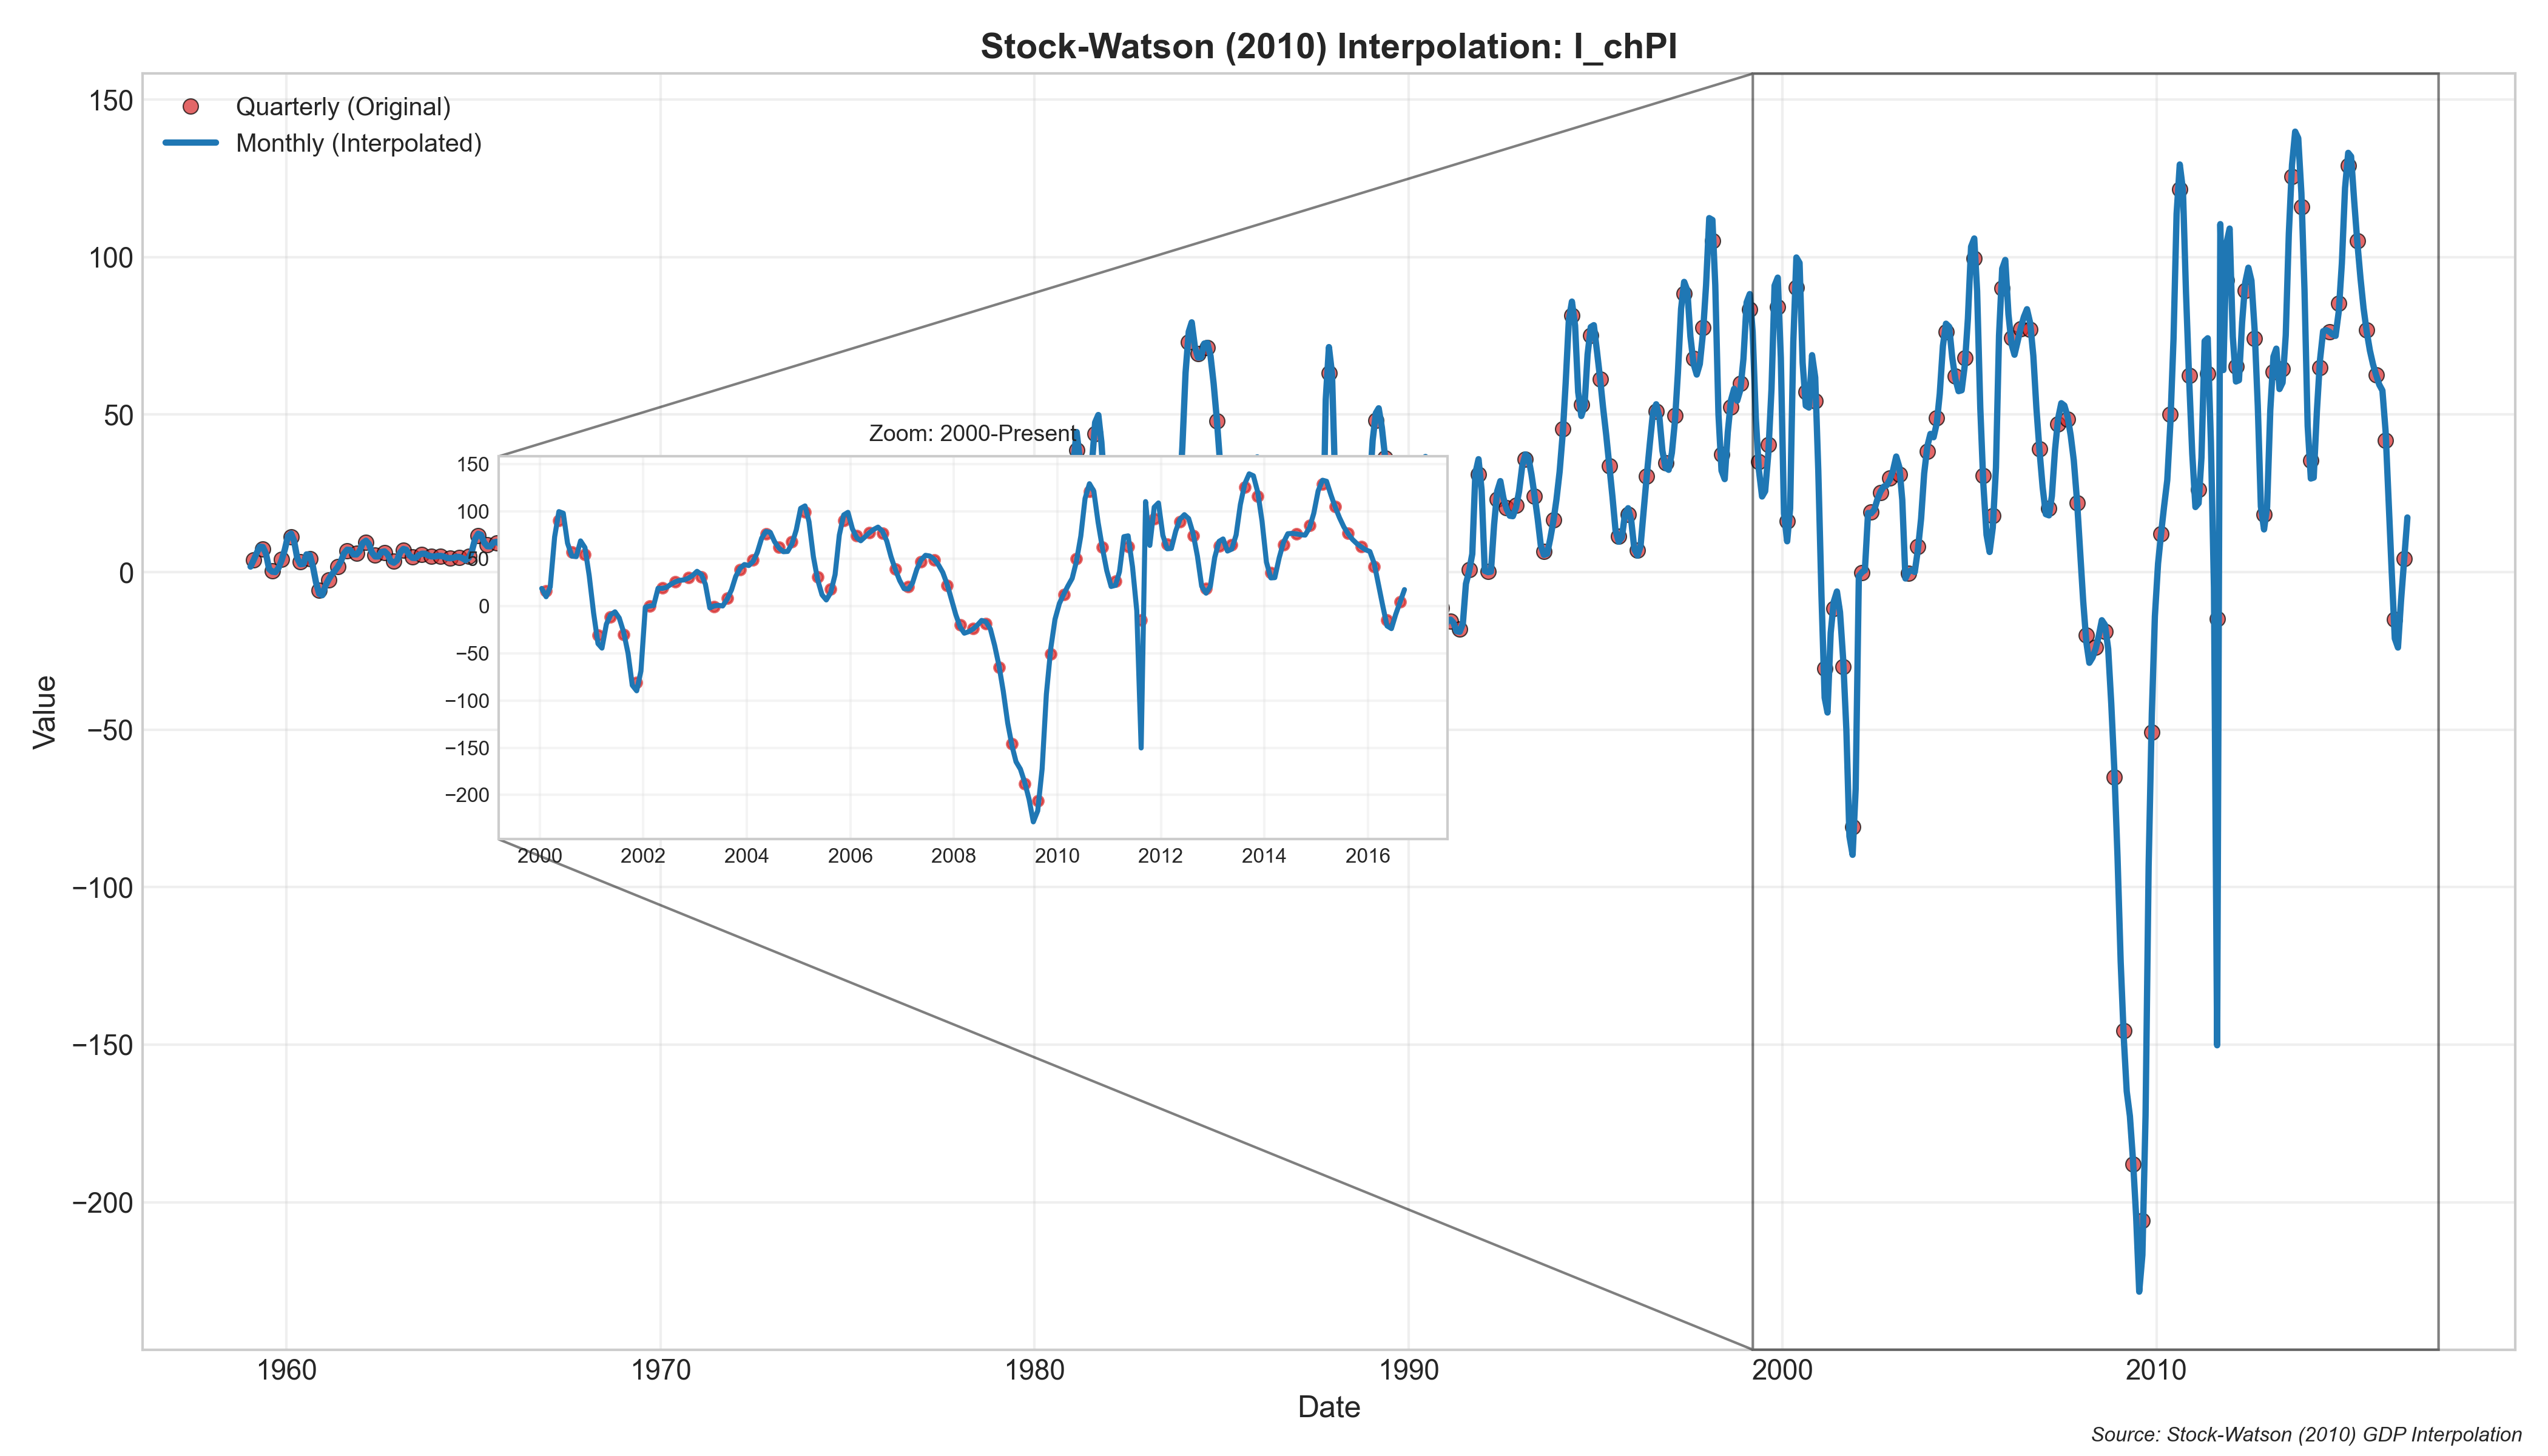 Stock-Watson (2010) Interpolation: I_chPI
Quarterly (Original)
Monthly (Interpolated)
150
100
50
0
−50
−100
−150
−200
Value
Zoom: 2000-Present
150
100
50
0
−50
−100
−150
−200
2000 2002 2004 2006 2008 2010 2012 2014 2016
1960 1970 1980 1990 2000 2010
Date
Source: Stock-Watson (2010) GDP Interpolation